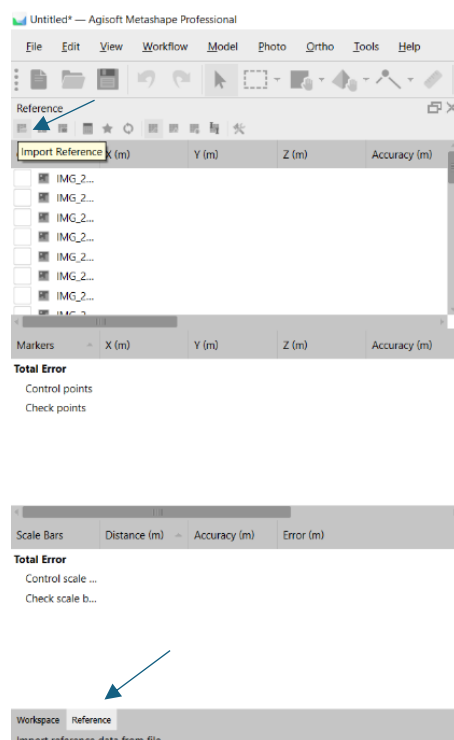 Untitled* — Agisoft Metashape Professional
File Edit View Workflow Model Photo Ortho Tools Help
Reference
Import Reference X (m) Y (m) Z (m) Accuracy (m)
IMG_2...
IMG_2...
IMG_2...
IMG_2...
IMG_2...
IMG_2...
IMG_2...
Markers X (m) Y (m) Z (m) Accuracy (m)
Total Error
Control points
Check points
Scale Bars Distance (m) Accuracy (m) Error (m)
Total Error
Control scale ...
Check scale b...
Workspace Reference
Import reference data from file